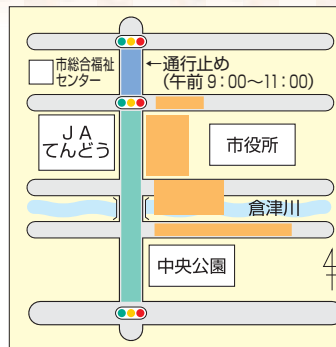 市総合福祉
センター
←通行止め
(午前9:00〜11:00)
JA
てんどう
市役所
倉津川
中央公園